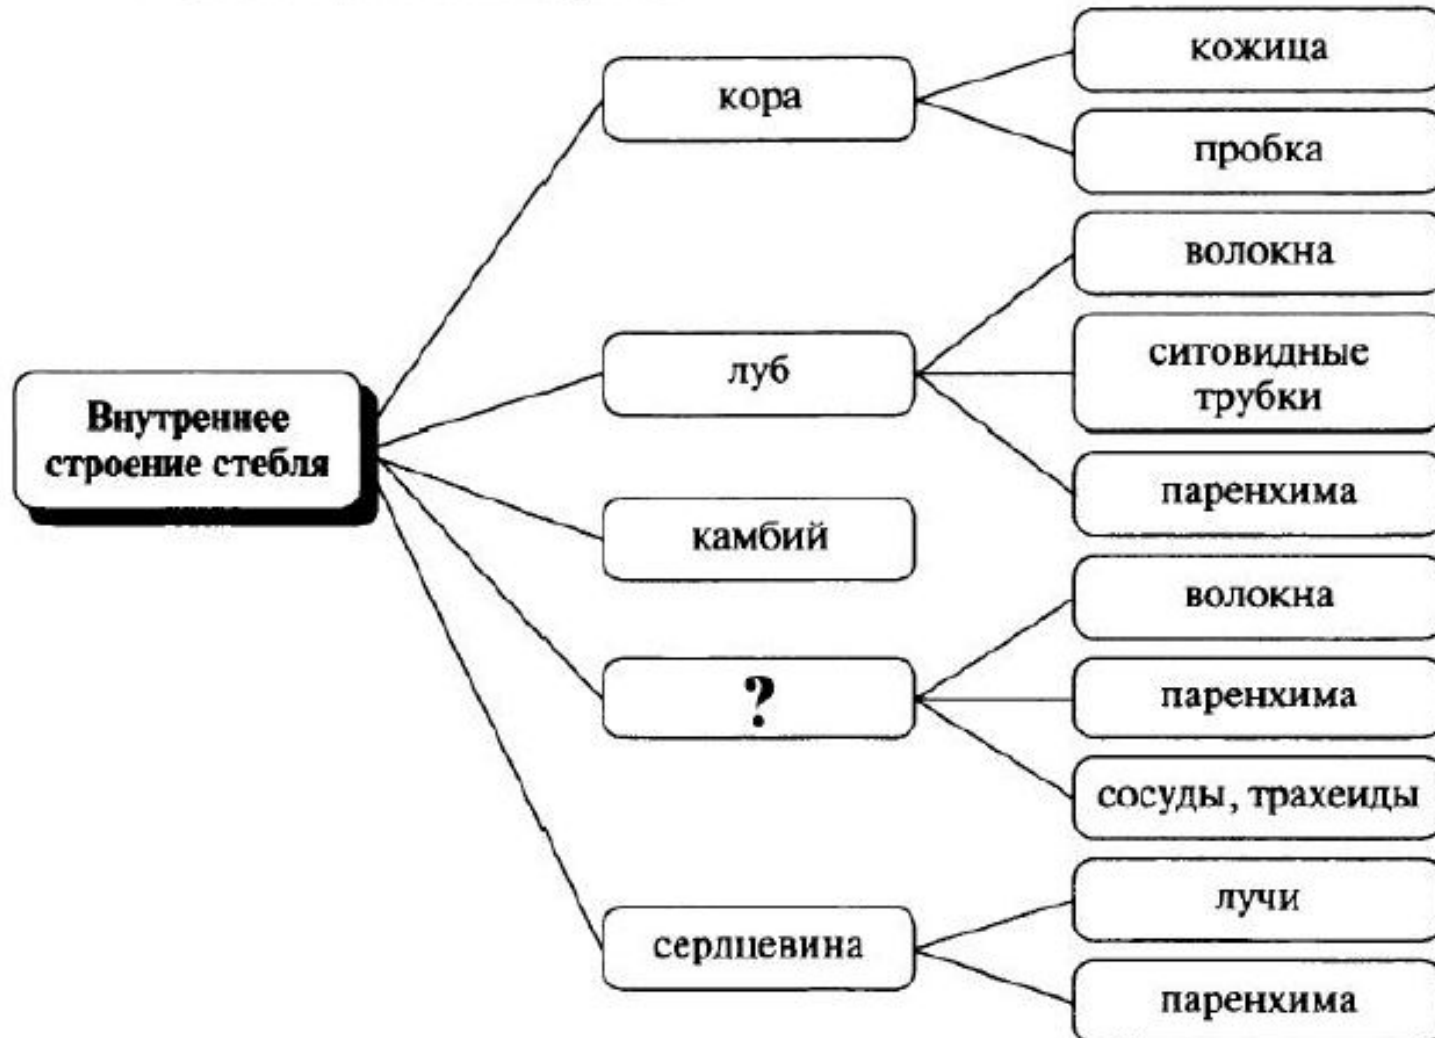 Внутреннее
строение стебля
кора
кожица
пробка
луб
волокна
ситовидные
трубки
паренхима
камбий
?
волокна
паренхима
сосуды, трахеиды
сердцевина
лучи
паренхима